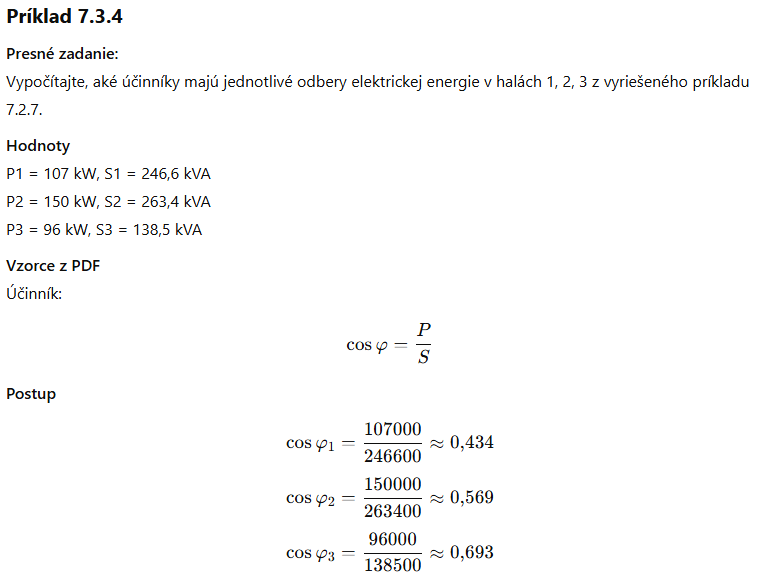 Príklad 7.3.4
Presné zadanie:
Vypočítajte, aké účinníky majú jednotlivé odbery elektrickej energie v halách 1, 2, 3 z vyriešeného príkladu
7.2.7.
Hodnoty
P1 = 107 kW, S1 = 246,6 kVA
P2 = 150 kW, S2 = 263,4 kVA
P3 = 96 kW, S3 = 138,5 kVA
Vzorce z PDF
Účinník:
cos φ = P/S
Postup
cos φ₁ = 107000/246600 ≈ 0,434
cos φ₂ = 150000/263400 ≈ 0,569
cos φ₃ = 96000/138500 ≈ 0,693